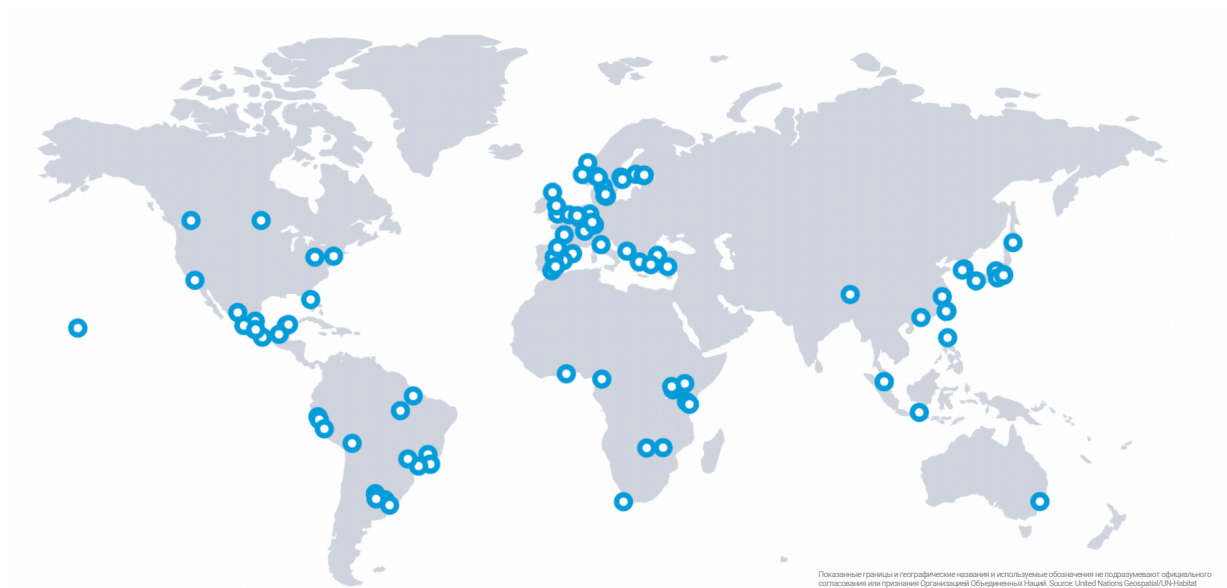 Показанные границы и географические названия и используемые обозначения не подразумевают официального
согласования или признания Организацией Объединенных Наций. Source: United Nations Geospatial/UN-Habitat